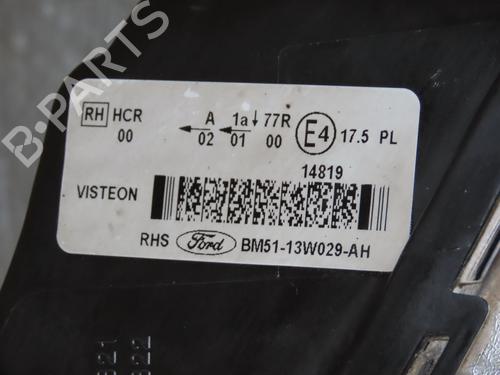 RH HCR A 1a 77R E4 17.5 PL
00 02 01 00
14819
VISTEON
RHS Ford BM51-13W029-AH
B-PARTS